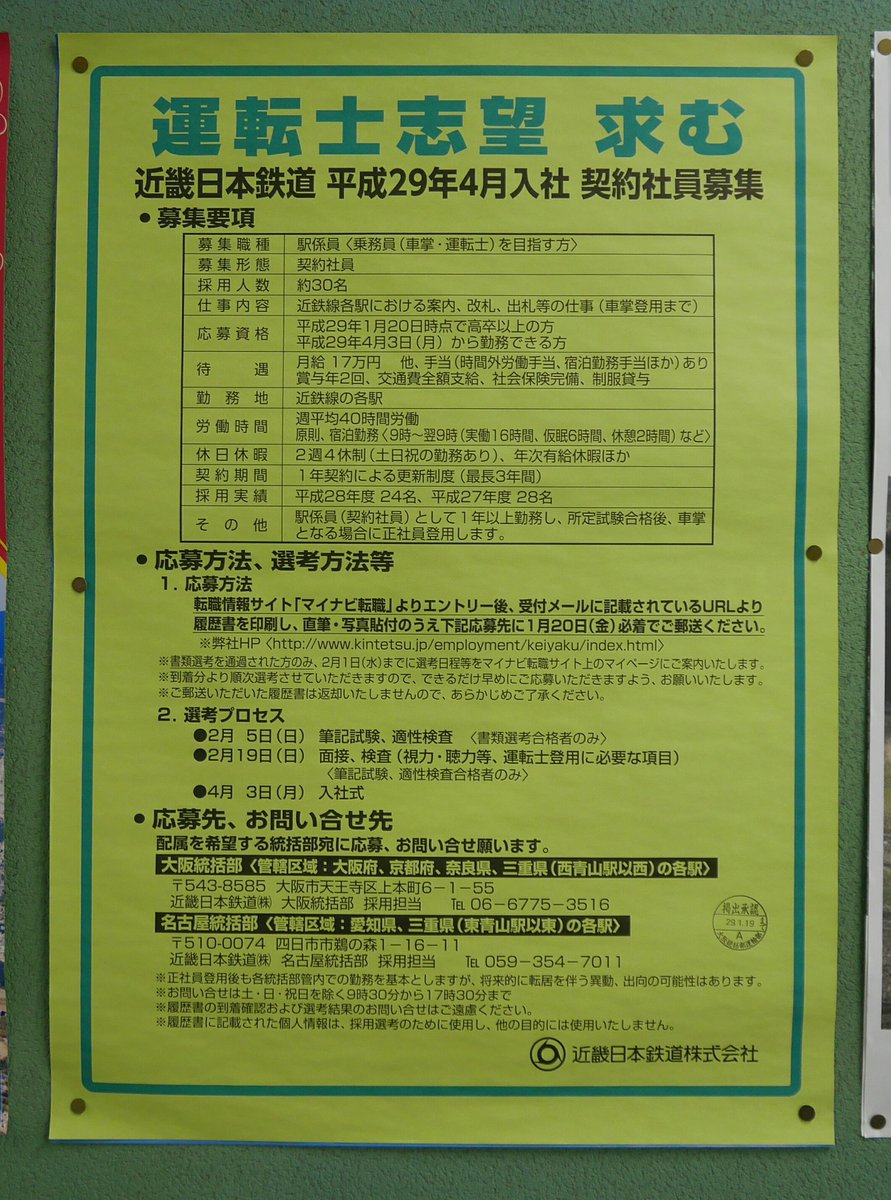 運転士志望 求む
近畿日本鉄道 平成29年4月入社 契約社員募集
●募集要項
募集職種 駅係員〈乗務員(車掌・運転士)を目指す方〉
募集形態 契約社員
採用人数 約30名
仕事内容 近鉄線各駅における案内、改札、出札等の仕事(車掌登用まで)
応募資格 平成29年1月20日時点で高卒以上の方
平成29年4月3日(月)から勤務できる方
待遇 月給 17万円 他、手当(時間外労働手当、宿泊勤務手当ほか)あり
賞与年2回、交通費全額支給、社会保険完備、制服貸与
勤務地 近鉄線の各駅
労働時間 週平均40時間労働
原則、宿泊勤務〈9時〜翌9時(実働16時間、仮眠6時間、休憩2時間)など〉
休日休暇 2週4休制(土日祝の勤務あり)、年次有給休暇ほか
契約期間 1年契約による更新制度(最長3年間)
採用実績 平成28年度 24名、平成27年度 28名
その他 駅係員(契約社員)として1年以上勤務し、所定試験合格後、車掌
となる場合に正社員登用します。
●応募方法、選考方法等
1. 応募方法
転職情報サイト「マイナビ転職」よりエントリー後、受付メールに記載されているURLより
履歴書を印刷し、直筆・写真貼付のうえ下記応募先に1月20日(金)必着でご郵送ください。
※弊社HP〈http://www.kintetsu.jp/employment/keiyaku/index.html〉
※書類選考を通過された方のみ、2月1日(水)までに選考日程等をマイナビ転職サイト上のマイページにご案内いたします。
※到着分より順次選考させていただきますので、できるだけ早めにご応募いただきますよう、お願いいたします。
※ご郵送いただいた履歴書は返却いたしませんので、あらかじめご了承ください。
2. 選考プロセス
●2月 5日(日) 筆記試験、適性検査 〈書類選考合格者のみ〉
●2月19日(日) 面接、検査(視力・聴力等、運転士登用に必要な項目)
〈筆記試験、適性検査合格者のみ〉
●4月 3日(月) 入社式
●応募先、お問い合せ先
配属を希望する統括部宛に応募、お問い合せ願います。
大阪統括部〈管轄区域:大阪府、京都府、奈良県、三重県(西青山駅以西)の各駅〉
〒543-8585 大阪市天王寺区上本町6-1-55
近畿日本鉄道㈱ 大阪統括部 採用担当 ℡ 06-6775-3516
名古屋統括部〈管轄区域:愛知県、三重県(東青山駅以東)の各駅〉
〒510-0074 四日市市鵜の森1-16-11
近畿日本鉄道㈱ 名古屋統括部 採用担当 ℡ 059-354-7011
掲出承認
29.1.19
まで
A
※正社員登用後も各統括部管内での勤務を基本としますが、将来的に転居を伴う異動、出向の可能性はあります。
※お問い合せは土・日・祝日を除く9時30分から17時30分まで
※履歴書の到着確認および選考結果のお問い合せはご遠慮ください。
※履歴書に記載された個人情報は、採用選考のために使用し、他の目的には使用いたしません。
近畿日本鉄道株式会社